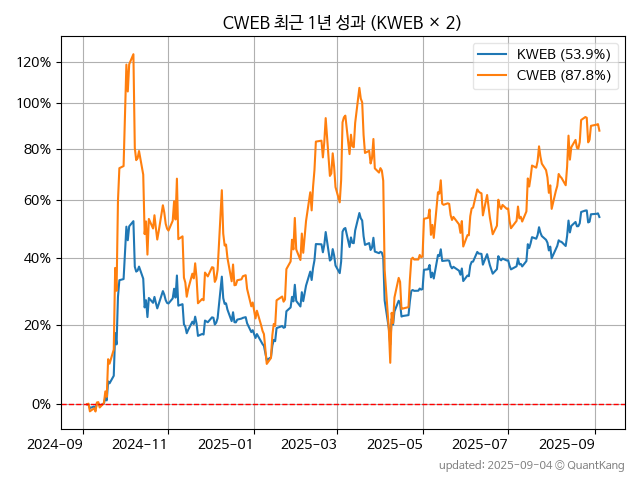 CWEB 최근 1년 성과 (KWEB × 2)
KWEB (53.9%)
CWEB (87.8%)
120%
100%
80%
60%
40%
20%
0%
2024-09 2024-11 2025-01 2025-03 2025-05 2025-07 2025-09
updated: 2025-09-04 ⓒ QuantKang